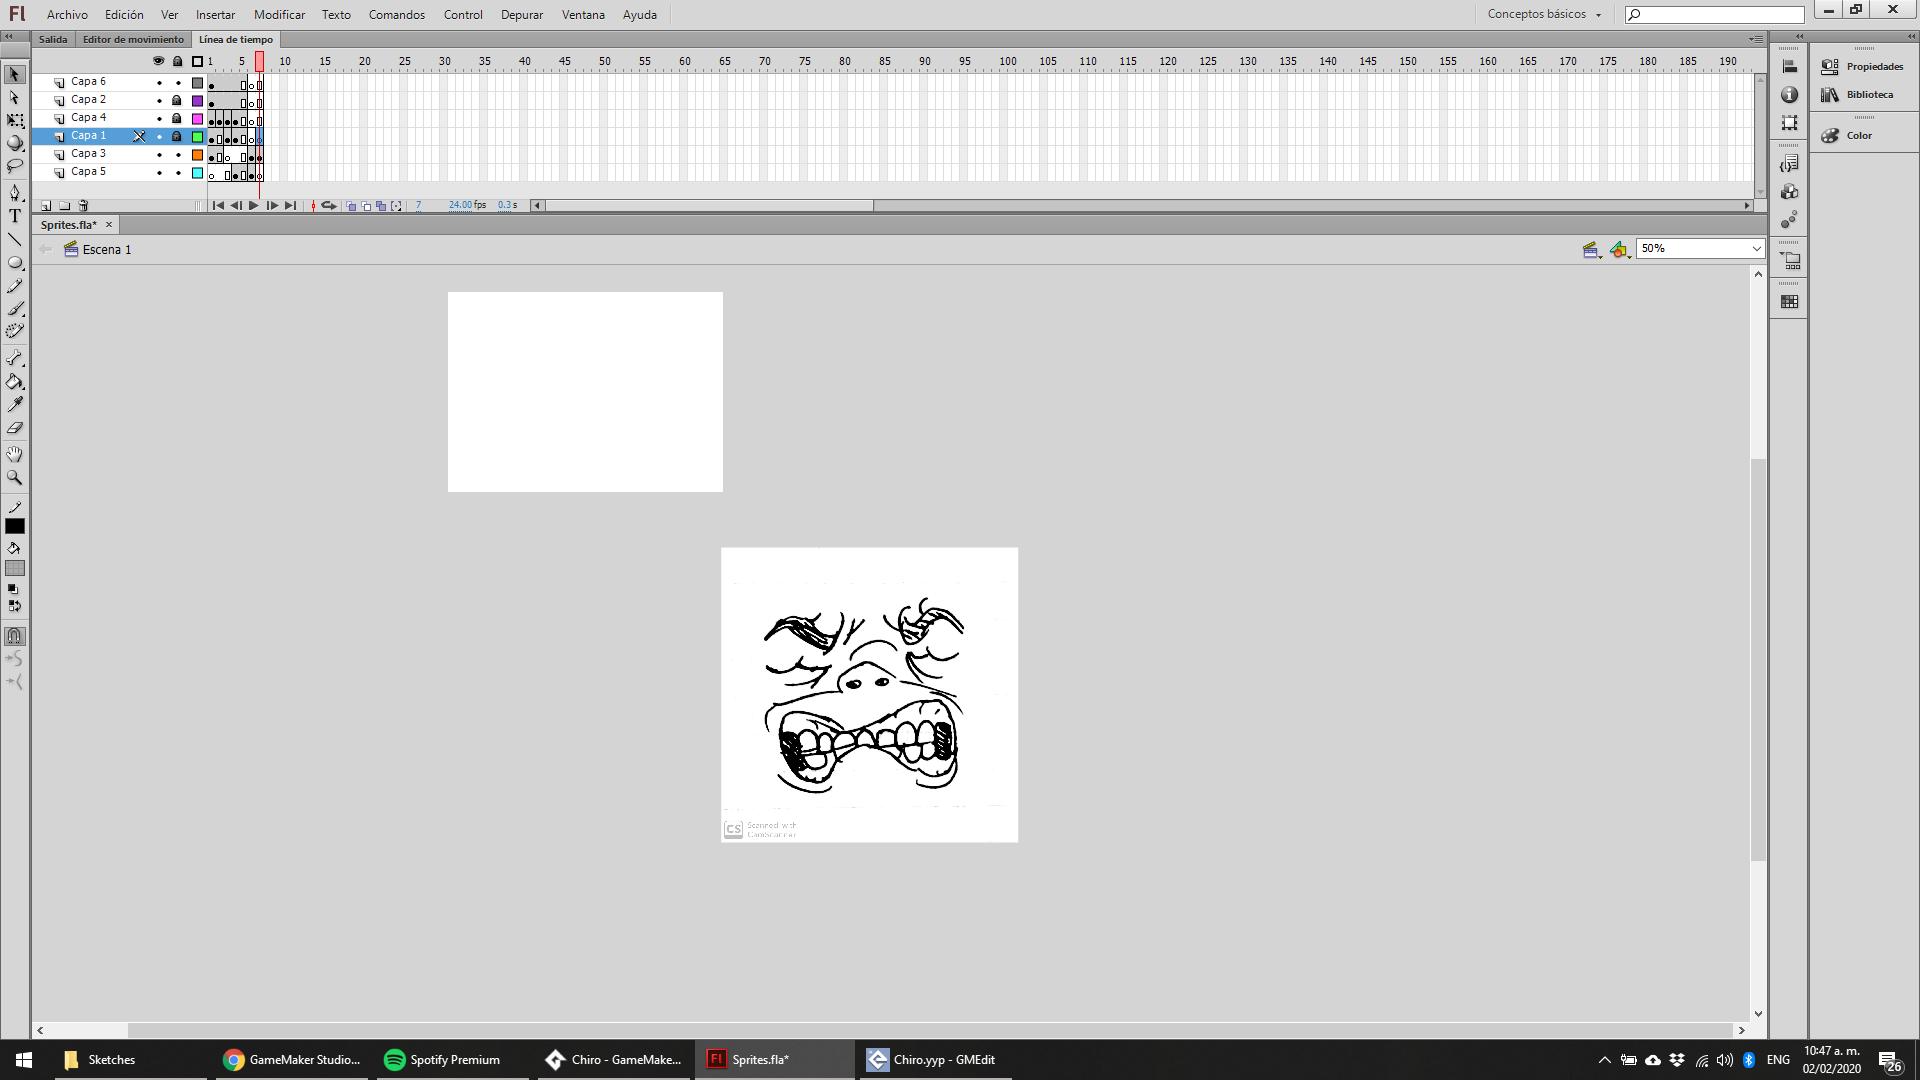 Fl Archivo Edición Ver Insertar Modificar Texto Comandos Control Depurar Ventana Ayuda Conceptos básicos
Salida Editor de movimiento Línea de tiempo
1 5 10 15 20 25 30 35 40 45 50 55 60 65 70 75 80 85 90 95 100 105 110 115 120 125 130 135 140 145 150 155 160 165 170 175 180 185 190
Capa 6
Capa 2
Capa 4
Capa 1
Capa 3
Capa 5
7 24.00 fps 0.3 s
Propiedades
Biblioteca
Color
Sprites.fla*
Escena 1
50%
CS Scanned with
CamScanner
Sketches
GameMaker Studio...
Spotify Premium
Chiro - GameMake...
Fl Sprites.fla*
Chiro.yyp - GMEdit
ENG
10:47 a. m.
02/02/2020
26